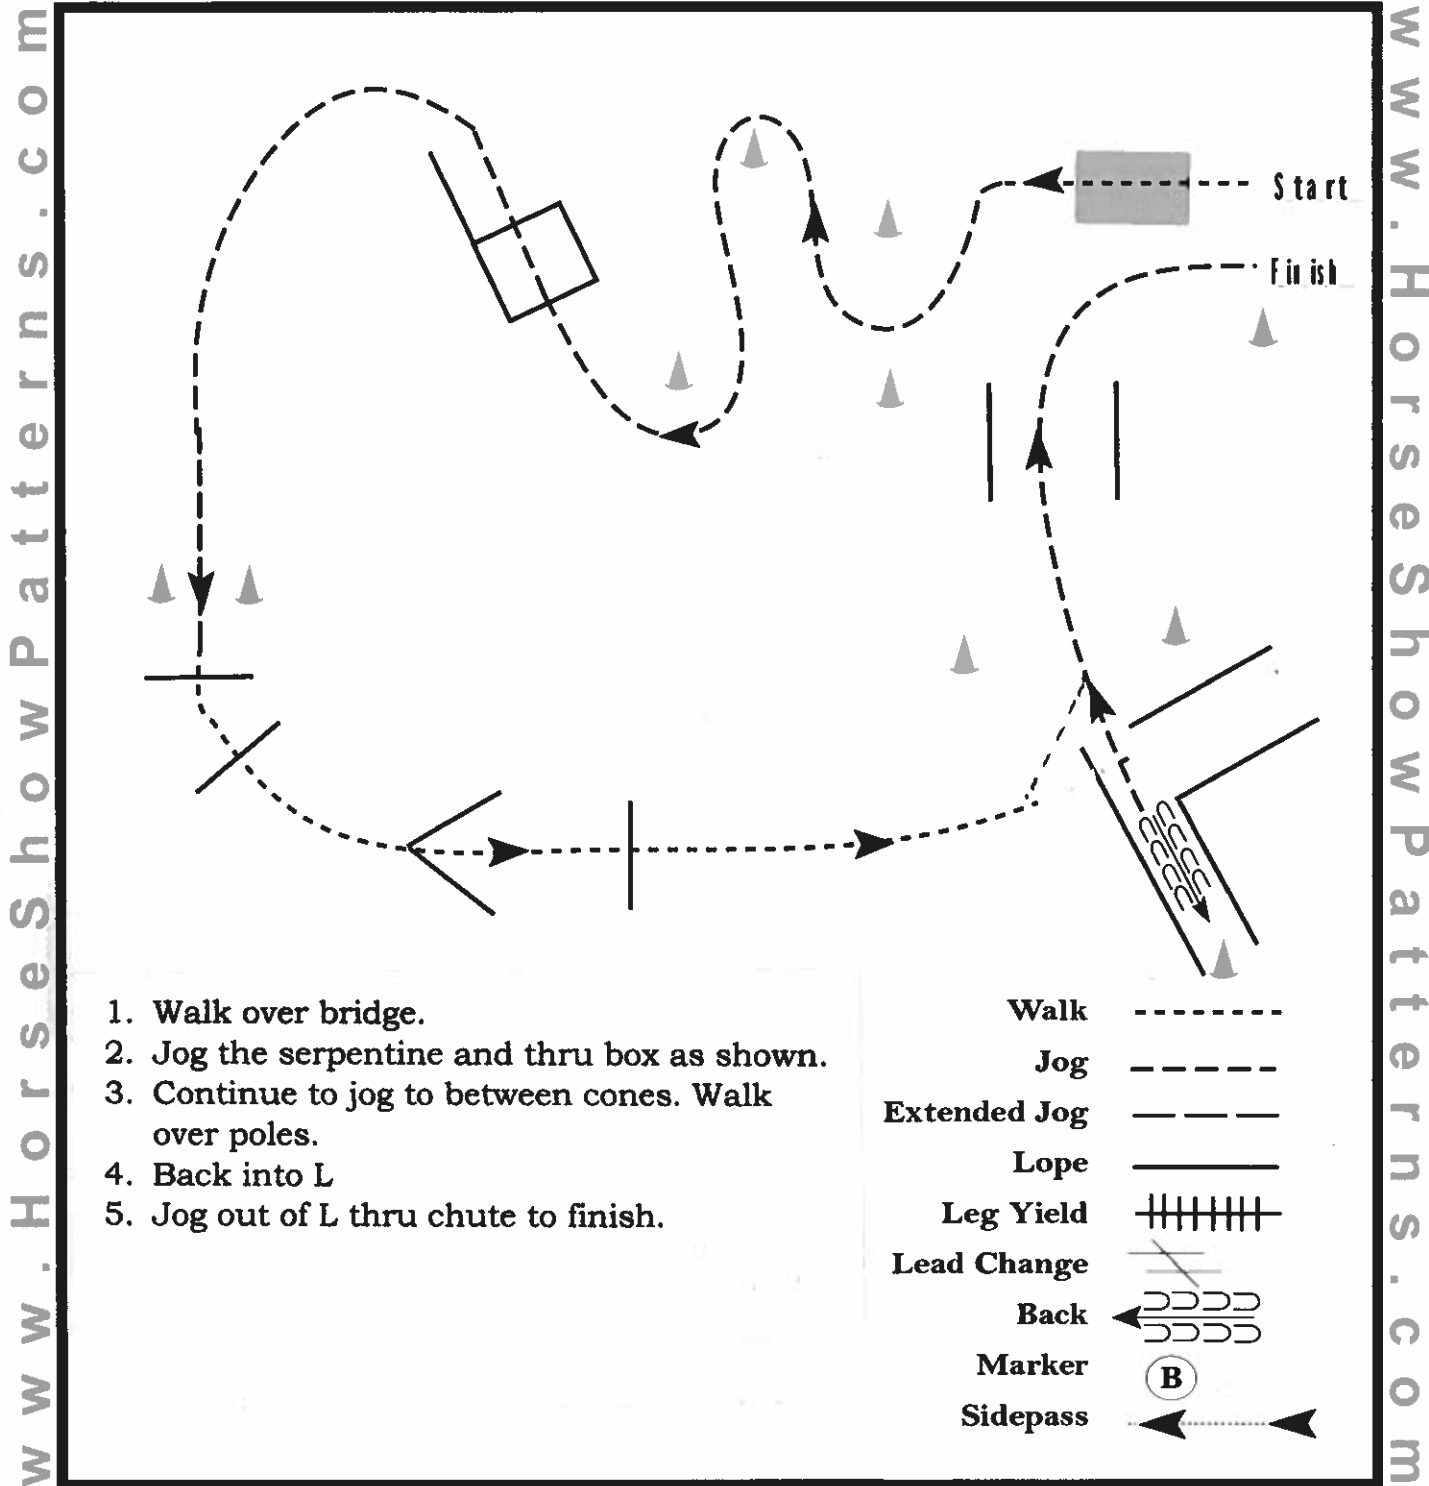 www.HorseShowPatterns.com
www.HorseShowPatterns.com
Start
Finish
1. Walk over bridge.
2. Jog the serpentine and thru box as shown.
3. Continue to jog to between cones. Walk
over poles.
4. Back into L
5. Jog out of L thru chute to finish.
Walk
Jog
Extended Jog
Lope
Leg Yield
Lead Change
Back
Marker
B
Sidepass